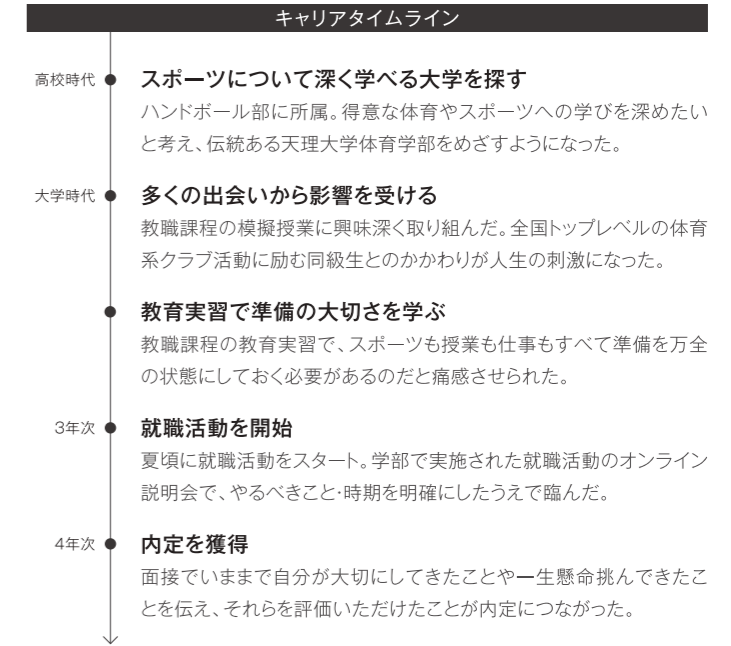 キャリアタイムライン
高校時代
スポーツについて深く学べる大学を探す
ハンドボール部に所属。得意な体育やスポーツへの学びを深めたい
と考え、伝統ある天理大学体育学部をめざすようになった。
大学時代
多くの出会いから影響を受ける
教職課程の模擬授業に興味深く取り組んだ。全国トップレベルの体育
系クラブ活動に励む同級生とのかかわりが人生の刺激になった。
教育実習で準備の大切さを学ぶ
教職課程の教育実習で、スポーツも授業も仕事もすべて準備を万全
の状態にしておく必要があるのだと痛感させられた。
3年次
就職活動を開始
夏頃に就職活動をスタート。学部で実施された就職活動のオンライン
説明会で、やるべきこと・時期を明確にしたうえで臨んだ。
4年次
内定を獲得
面接でいままで自分が大切にしてきたことや一生懸命挑んできたこ
とを伝え、それらを評価いただけたことが内定につながった。